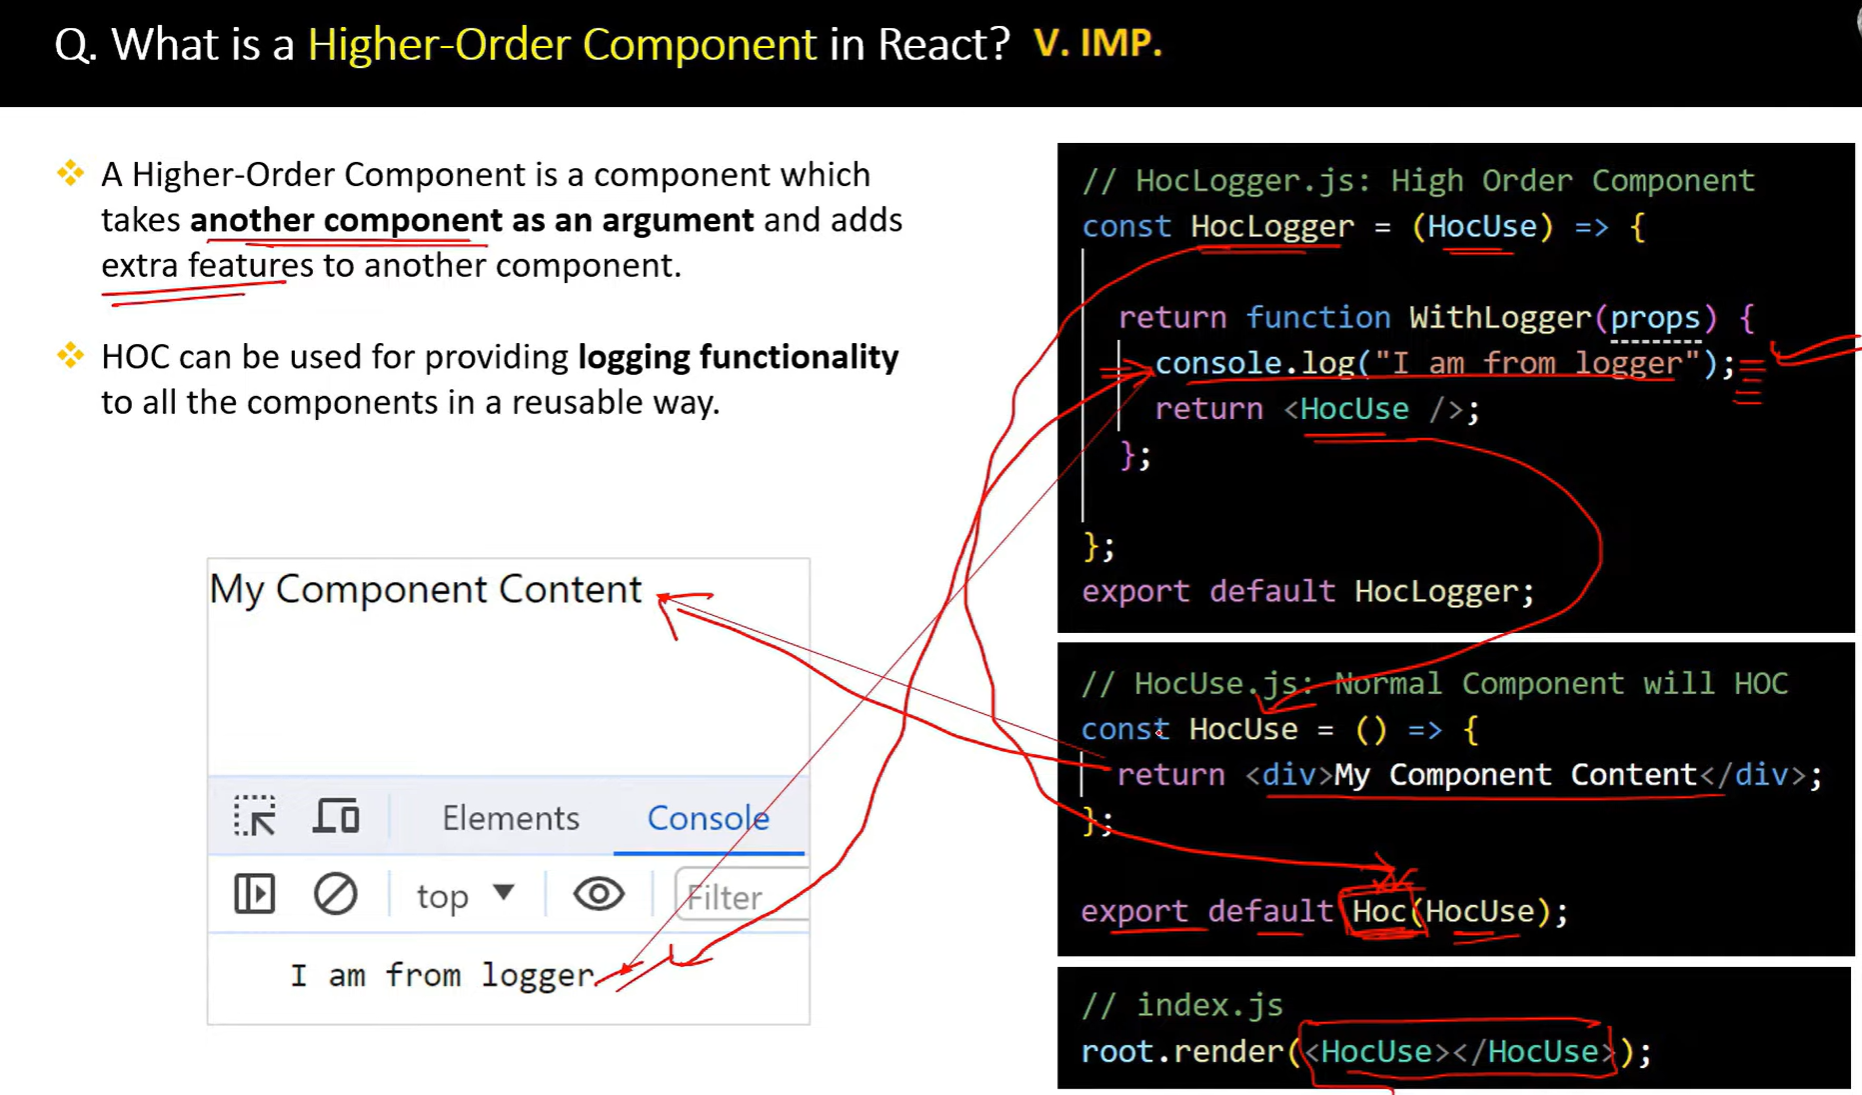 Q. What is a Higher-Order Component in React? V. IMP.
A Higher-Order Component is a component which
takes another component as an argument and adds
extra features to another component.
HOC can be used for providing logging functionality
to all the components in a reusable way.
My Component Content
Elements Console
top Filter
I am from logger
// HocLogger.js: High Order Component
const HocLogger = (HocUse) => {
return function WithLogger(props) {
console.log("I am from logger");
return <HocUse />;
};
};
export default HocLogger;
// HocUse.js: Normal Component will HOC
const HocUse = () => {
return <div>My Component Content</div>;
};
export default Hoc(HocUse);
// index.js
root.render(<HocUse></HocUse>);